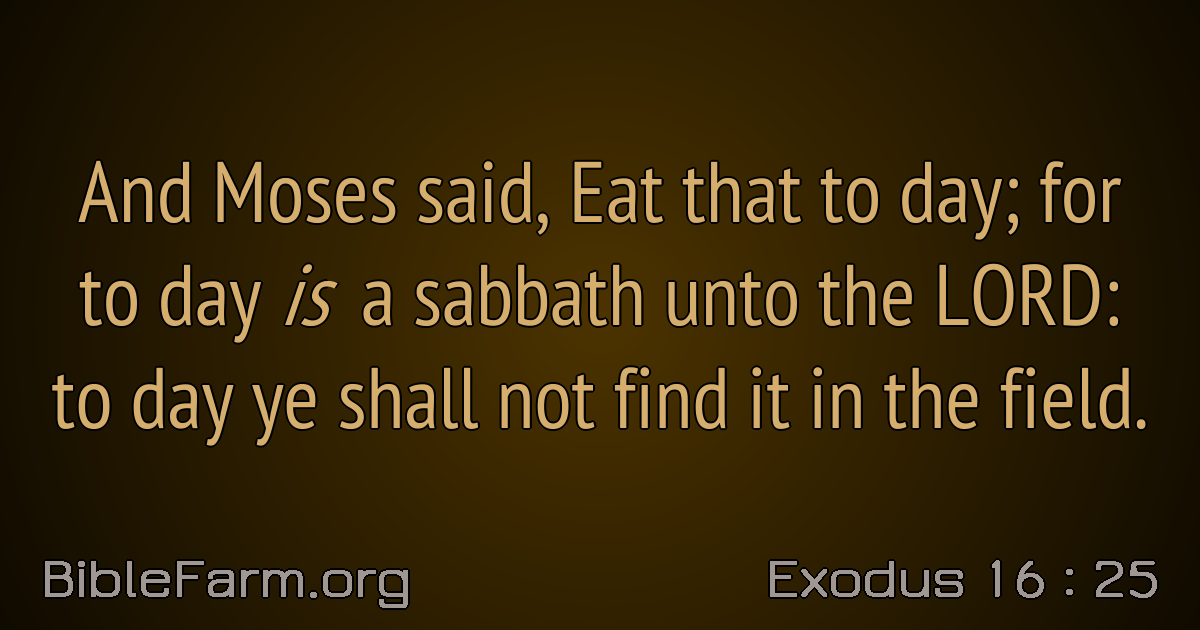 And Moses said, Eat that to day; for
to day is a sabbath unto the LORD:
to day ye shall not find it in the field.
BibleFarm.org
Exodus 16 : 25